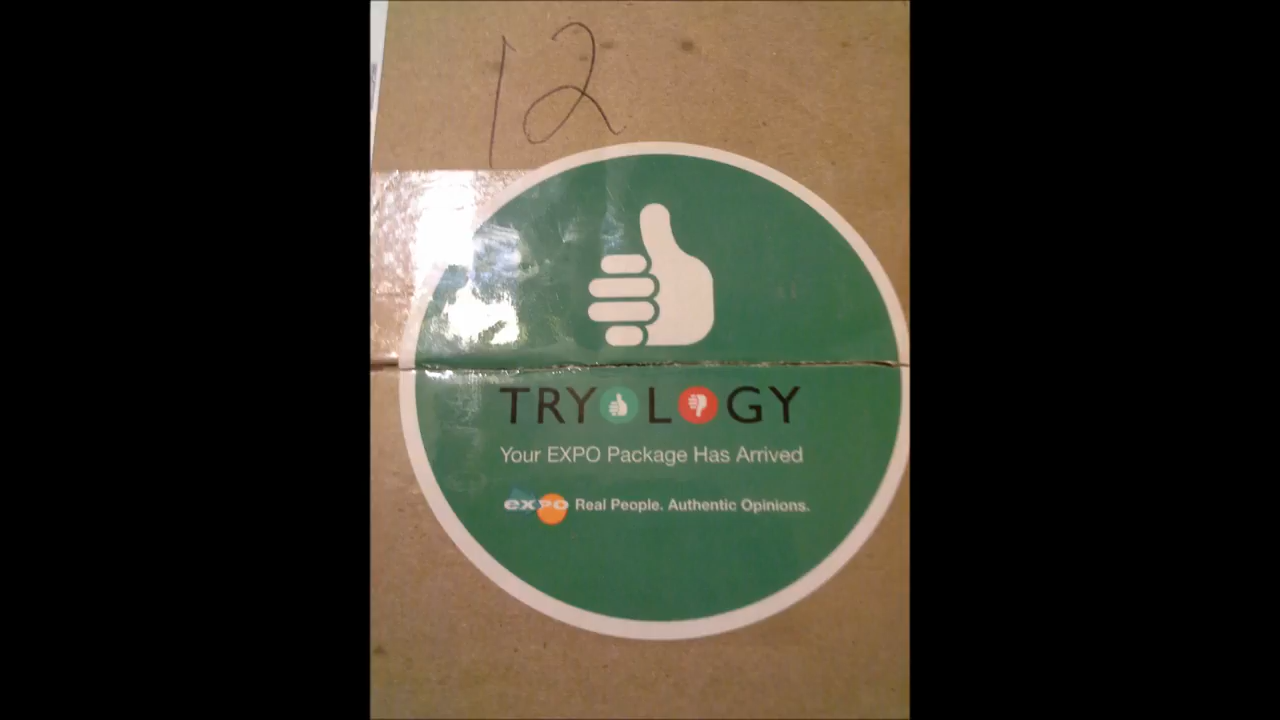 12
TRYOLOGY
Your EXPO Package Has Arrived
expo Real People. Authentic Opinions.